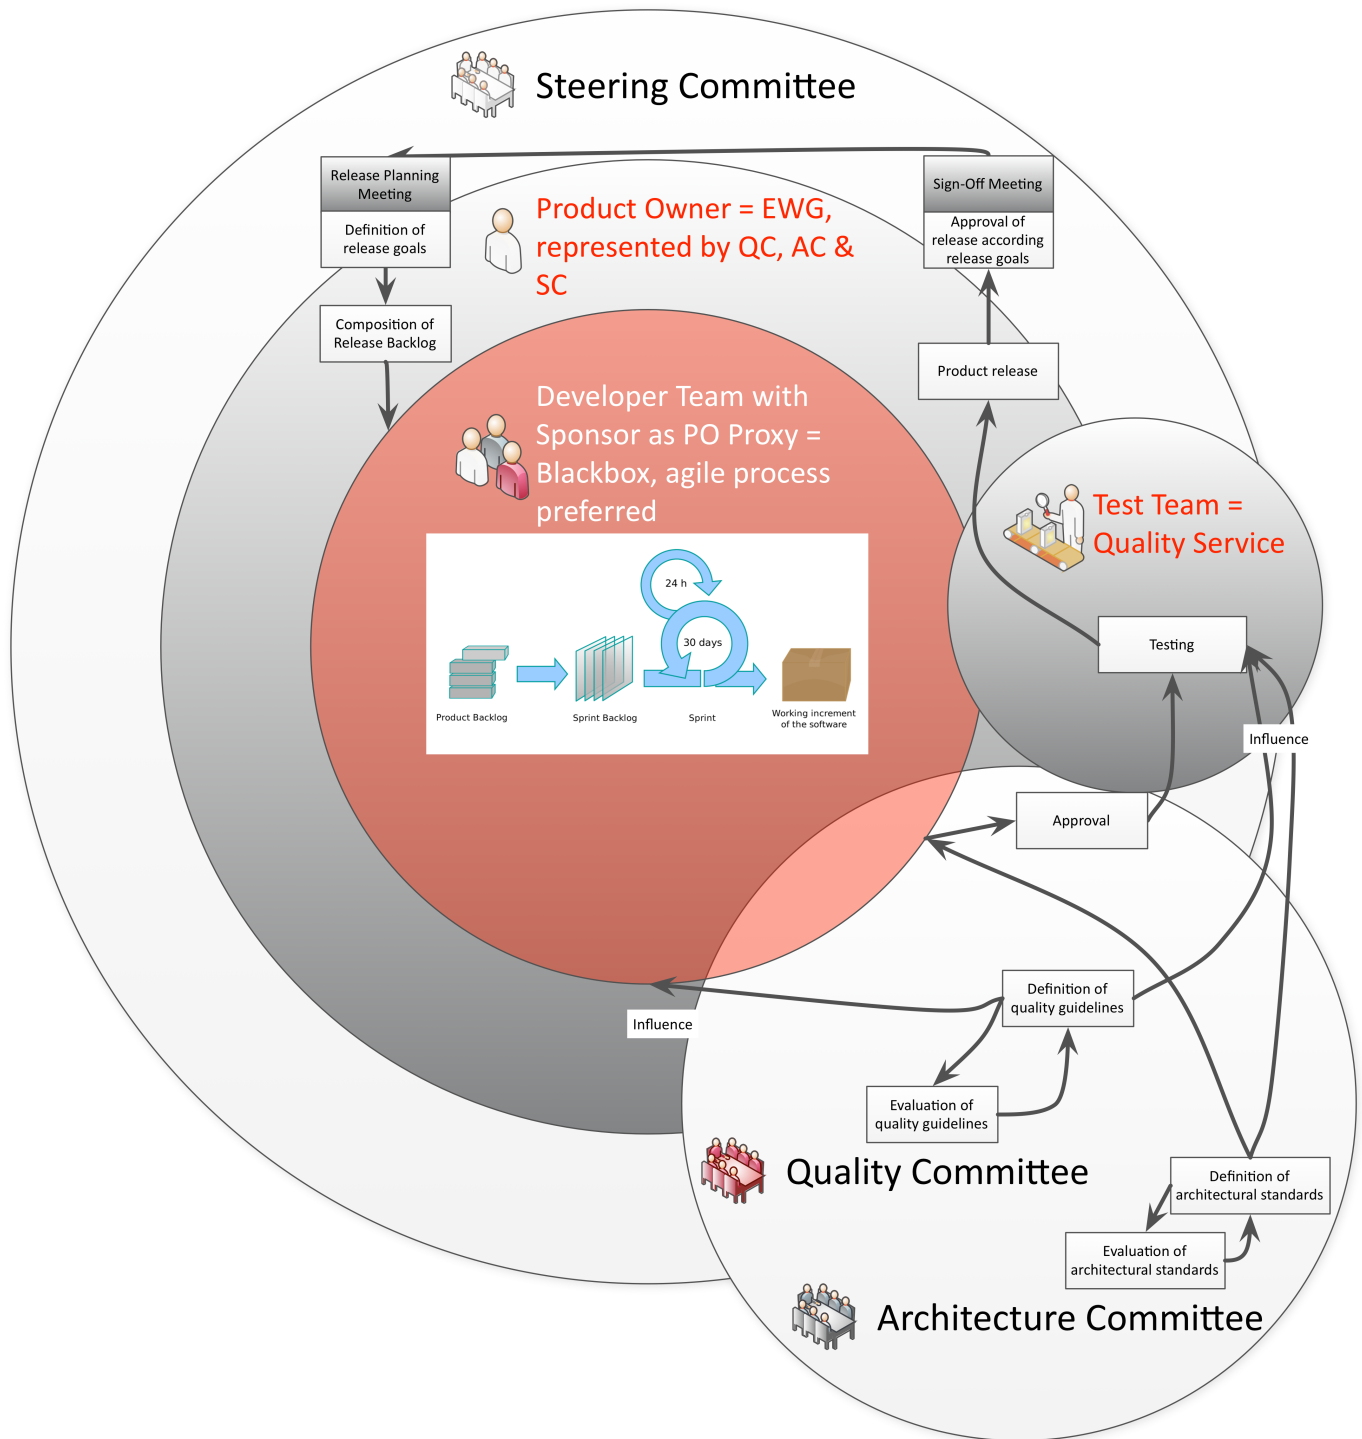 Steering Committee
Release Planning
Meeting
Definition of
release goals
Composition of
Release Backlog
Product Owner = EWG,
represented by QC, AC &
SC
Sign-Off Meeting
Approval of
release according
release goals
Product release
Developer Team with
Sponsor as PO Proxy =
Blackbox, agile process
preferred
24 h
30 days
Product Backlog
Sprint Backlog
Sprint
Working increment
of the software
Test Team =
Quality Service
Testing
Influence
Approval
Definition of
quality guidelines
Influence
Evaluation of
quality guidelines
Quality Committee
Definition of
architectural standards
Evaluation of
architectural standards
Architecture Committee